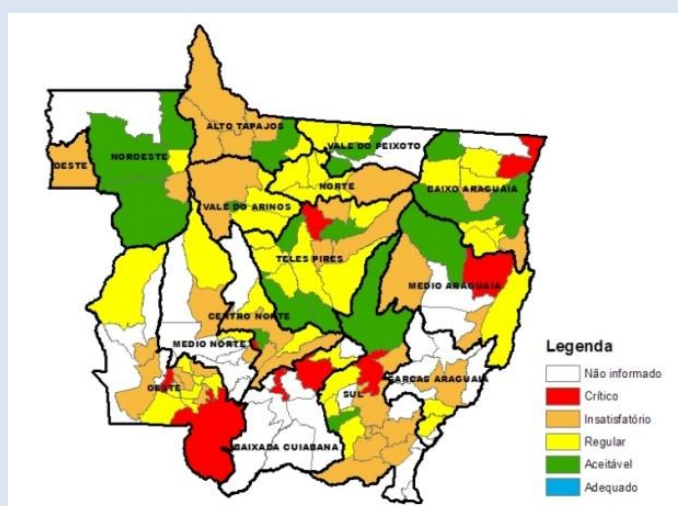 ALTO TAPAJOS
VALE DO PEIXOTO
NOROESTE
OESTE
NORTE
BAIXO ARAGUAIA
VALE DO ARINOS
TELES PIRES
MEDIO ARAGUAIA
CENTRO NORTE
MEDIO NORTE
GARCAS ARAGUAIA
OESTE
SUL
BAIXADA CUIABANA
Legenda
Não informado
Crítico
Insatisfatório
Regular
Aceitável
Adequado